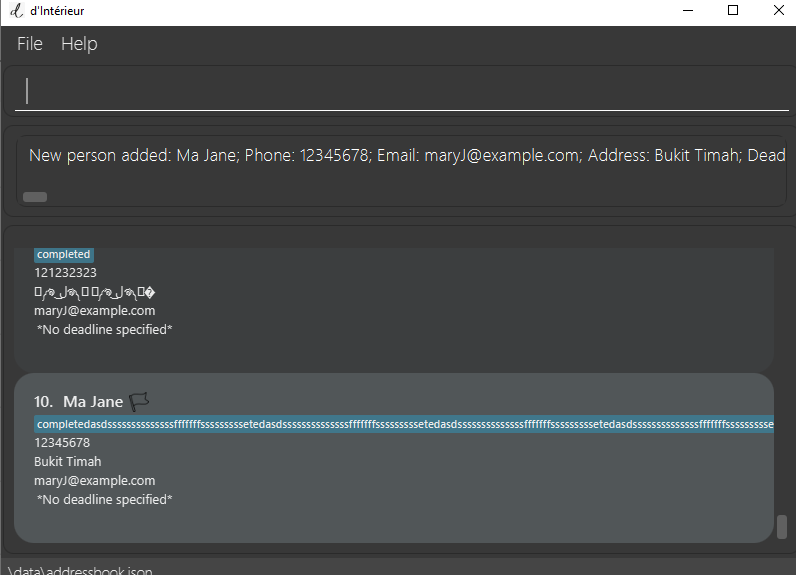 d'Intérieur
File Help
New person added: Ma Jane; Phone: 12345678; Email: maryJ@example.com; Address: Bukit Timah; Dead
completed
121232323
maryJ@example.com
*No deadline specified*
10. Ma Jane
12345678
Bukit Timah
maryJ@example.com
*No deadline specified*
\data\addressbook.json